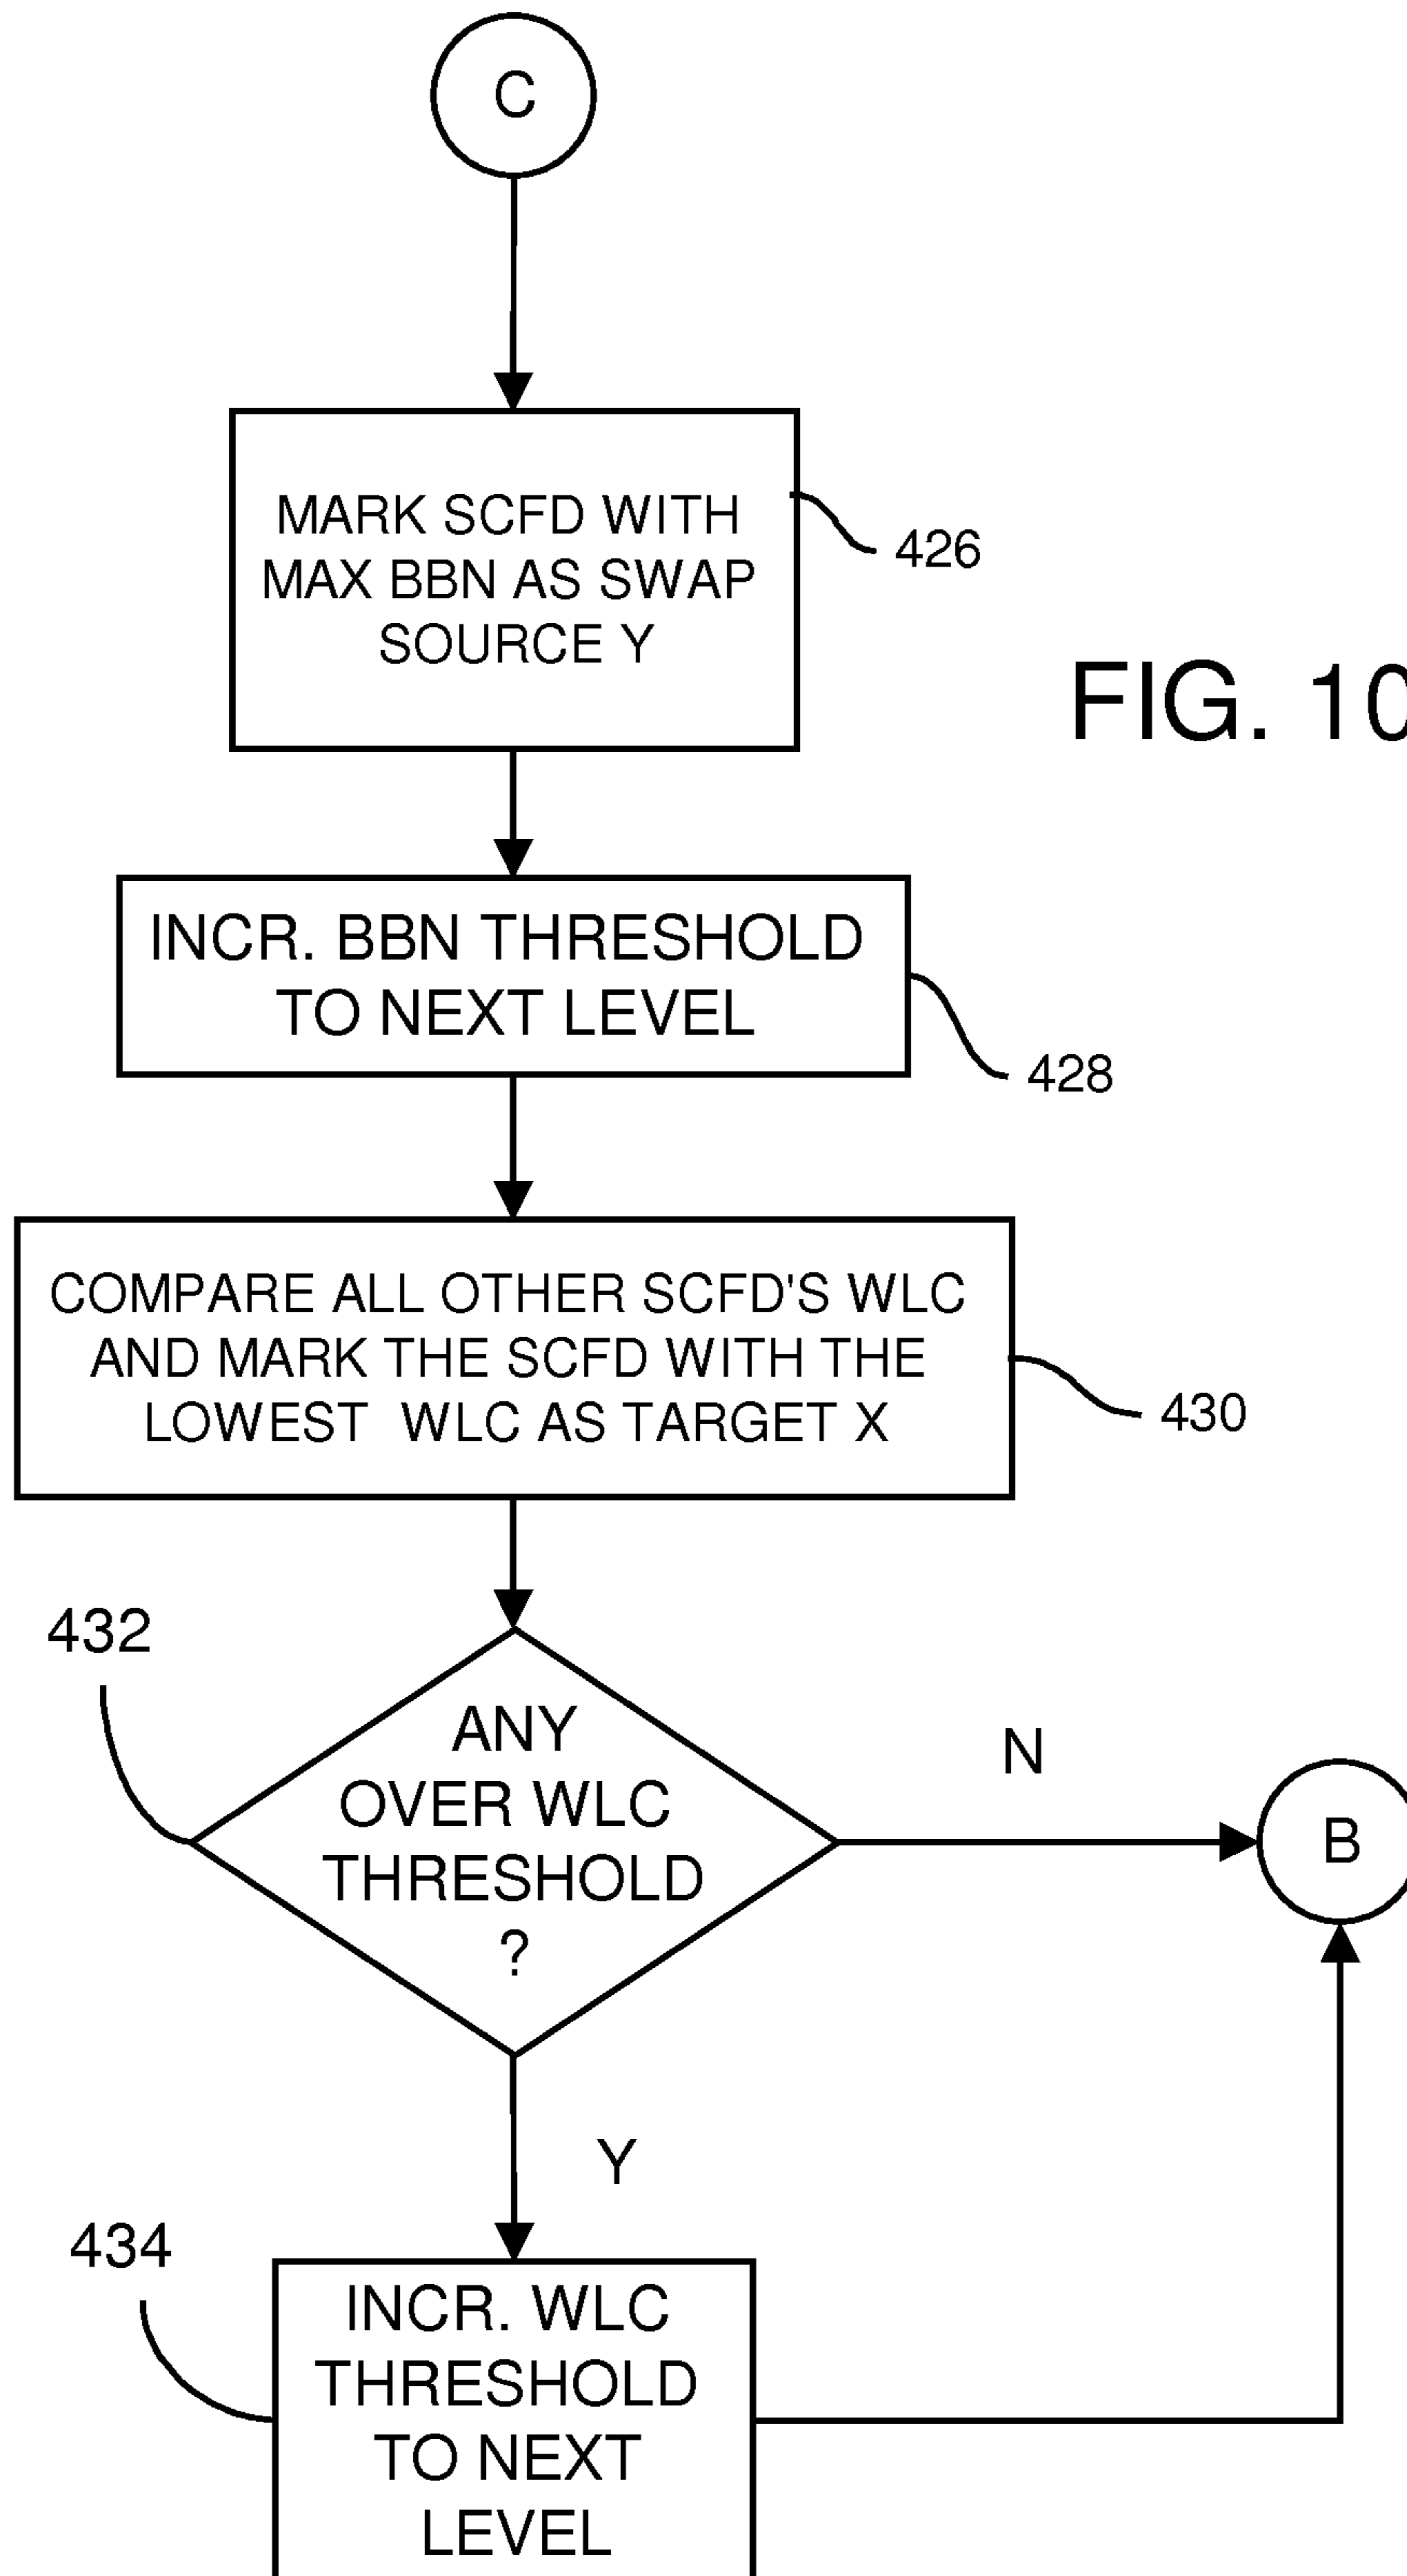 C
MARK SCFD WITH
MAX BBN AS SWAP
SOURCE Y
426
FIG. 10
INCR. BBN THRESHOLD
TO NEXT LEVEL
428
COMPARE ALL OTHER SCFD'S WLC
AND MARK THE SCFD WITH THE
LOWEST WLC AS TARGET X
430
432
ANY
OVER WLC
THRESHOLD
?
N
B
Y
434
INCR. WLC
THRESHOLD
TO NEXT
LEVEL